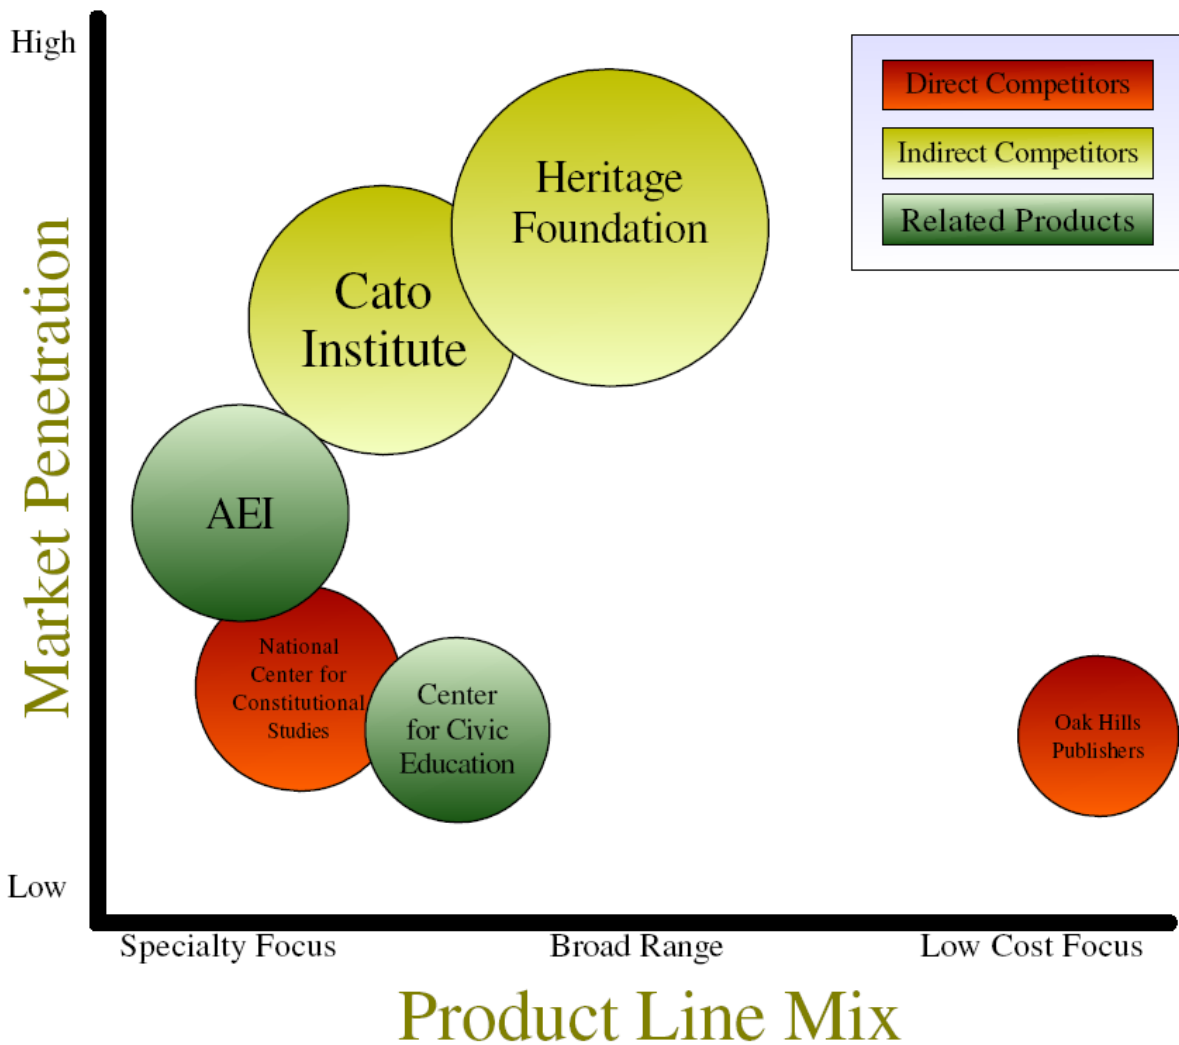 High
Direct Competitors
Indirect Competitors
Related Products
Heritage
Foundation
Cato
Institute
Market Penetration
AEI
National
Center for
Constitutional
Studies
Center
for Civic
Education
Oak Hills
Publishers
Low
Specialty Focus
Broad Range
Low Cost Focus
Product Line Mix